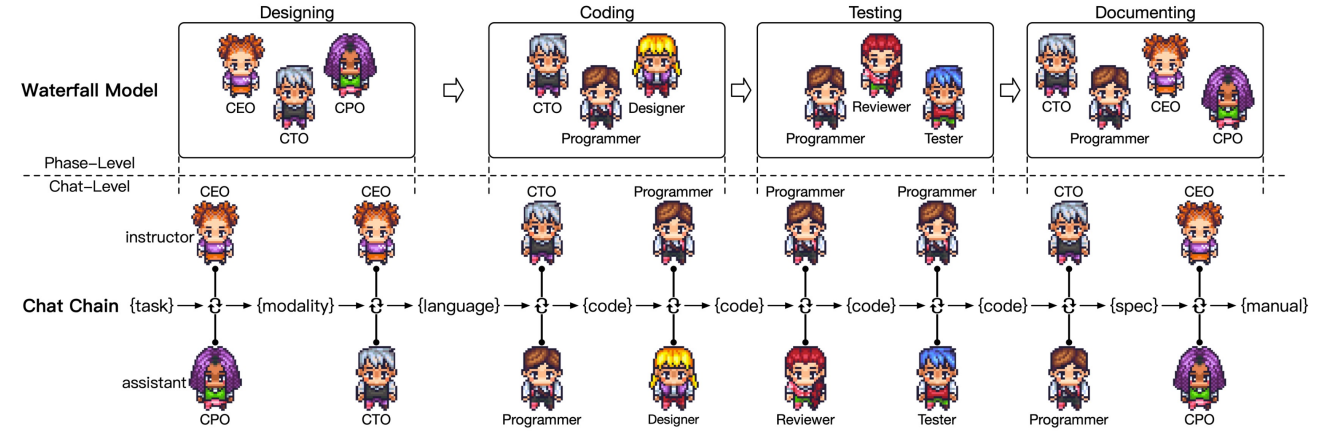 Designing
Coding
Testing
Documenting
Waterfall Model
CEO
CTO
CPO
CTO
Programmer
Designer
Programmer
Reviewer
Tester
CTO
Programmer
CEO
CPO
Phase–Level
Chat–Level
CEO
CEO
CTO
Programmer
Programmer
Programmer
CTO
CEO
instructor
Chat Chain {task} {modality} {language} {code} {code} {code} {code} {spec} {manual}
assistant
CPO
CTO
Programmer
Designer
Reviewer
Tester
Programmer
CPO